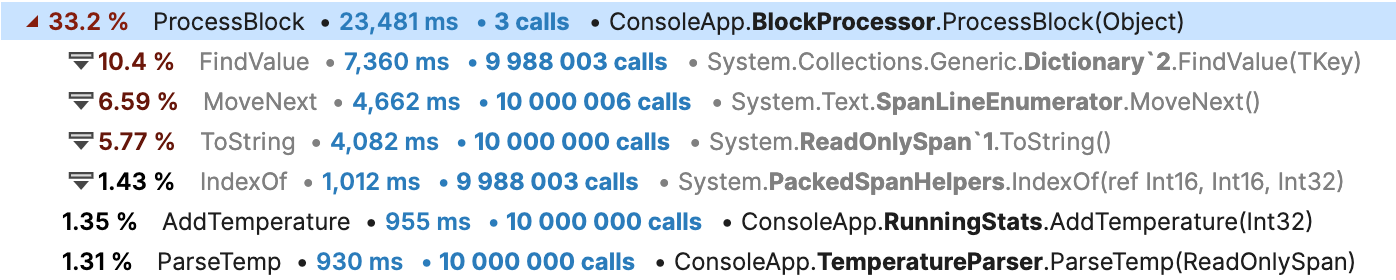 33.2 % ProcessBlock • 23,481 ms • 3 calls • ConsoleApp.BlockProcessor.ProcessBlock(Object)
10.4 % FindValue • 7,360 ms • 9 988 003 calls • System.Collections.Generic.Dictionary`2.FindValue(TKey)
6.59 % MoveNext • 4,662 ms • 10 000 006 calls • System.Text.SpanLineEnumerator.MoveNext()
5.77 % ToString • 4,082 ms • 10 000 000 calls • System.ReadOnlySpan`1.ToString()
1.43 % IndexOf • 1,012 ms • 9 988 003 calls • System.PackedSpanHelpers.IndexOf(ref Int16, Int16, Int32)
1.35 % AddTemperature • 955 ms • 10 000 000 calls • ConsoleApp.RunningStats.AddTemperature(Int32)
1.31 % ParseTemp • 930 ms • 10 000 000 calls • ConsoleApp.TemperatureParser.ParseTemp(ReadOnlySpan)